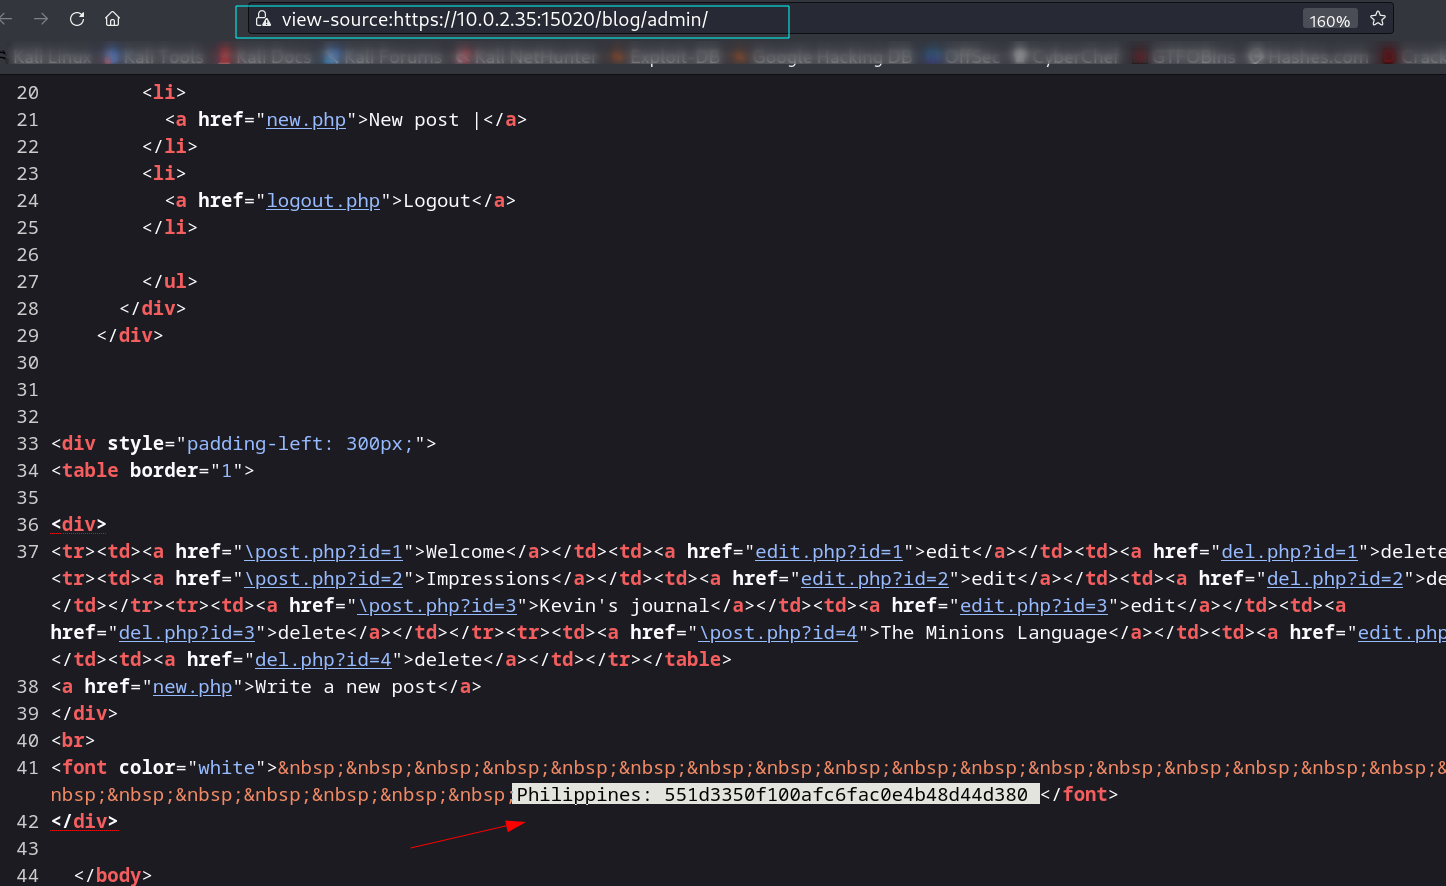 view-source:https://10.0.2.35:15020/blog/admin/
160%
Kali Linux Kali Tools Kali Docs Kali Forums Kali NetHunter Exploit-DB Google Hacking DB OffSec CyberChef GTFOBins Hashes.com Crack
20 <li>
21 <a href="new.php">New post |</a>
22 </li>
23 <li>
24 <a href="logout.php">Logout</a>
25 </li>
26
27 </ul>
28 </div>
29 </div>
30
31
32
33 <div style="padding-left: 300px;">
34 <table border="1">
35
36 <div>
37 <tr><td><a href="\post.php?id=1">Welcome</a></td><td><a href="edit.php?id=1">edit</a></td><td><a href="del.php?id=1">delete
<tr><td><a href="\post.php?id=2">Impressions</a></td><td><a href="edit.php?id=2">edit</a></td><td><a href="del.php?id=2">de
</td></tr><tr><td><a href="\post.php?id=3">Kevin's journal</a></td><td><a href="edit.php?id=3">edit</a></td><td><a
href="del.php?id=3">delete</a></td></tr><tr><td><a href="\post.php?id=4">The Minions Language</a></td><td><a href="edit.php
</td><td><a href="del.php?id=4">delete</a></td></tr></table>
38 <a href="new.php">Write a new post</a>
39 </div>
40 <br>
41 <font color="white">&nbsp;&nbsp;&nbsp;&nbsp;&nbsp;&nbsp;&nbsp;&nbsp;&nbsp;&nbsp;&nbsp;&nbsp;&nbsp;&nbsp;&nbsp;&nbsp;&nbsp;&
nbsp;&nbsp;&nbsp;&nbsp;&nbsp;&nbsp;&nbsp;Philippines: 551d3350f100afc6fac0e4b48d44d380 </font>
42 </div>
43
44 </body>